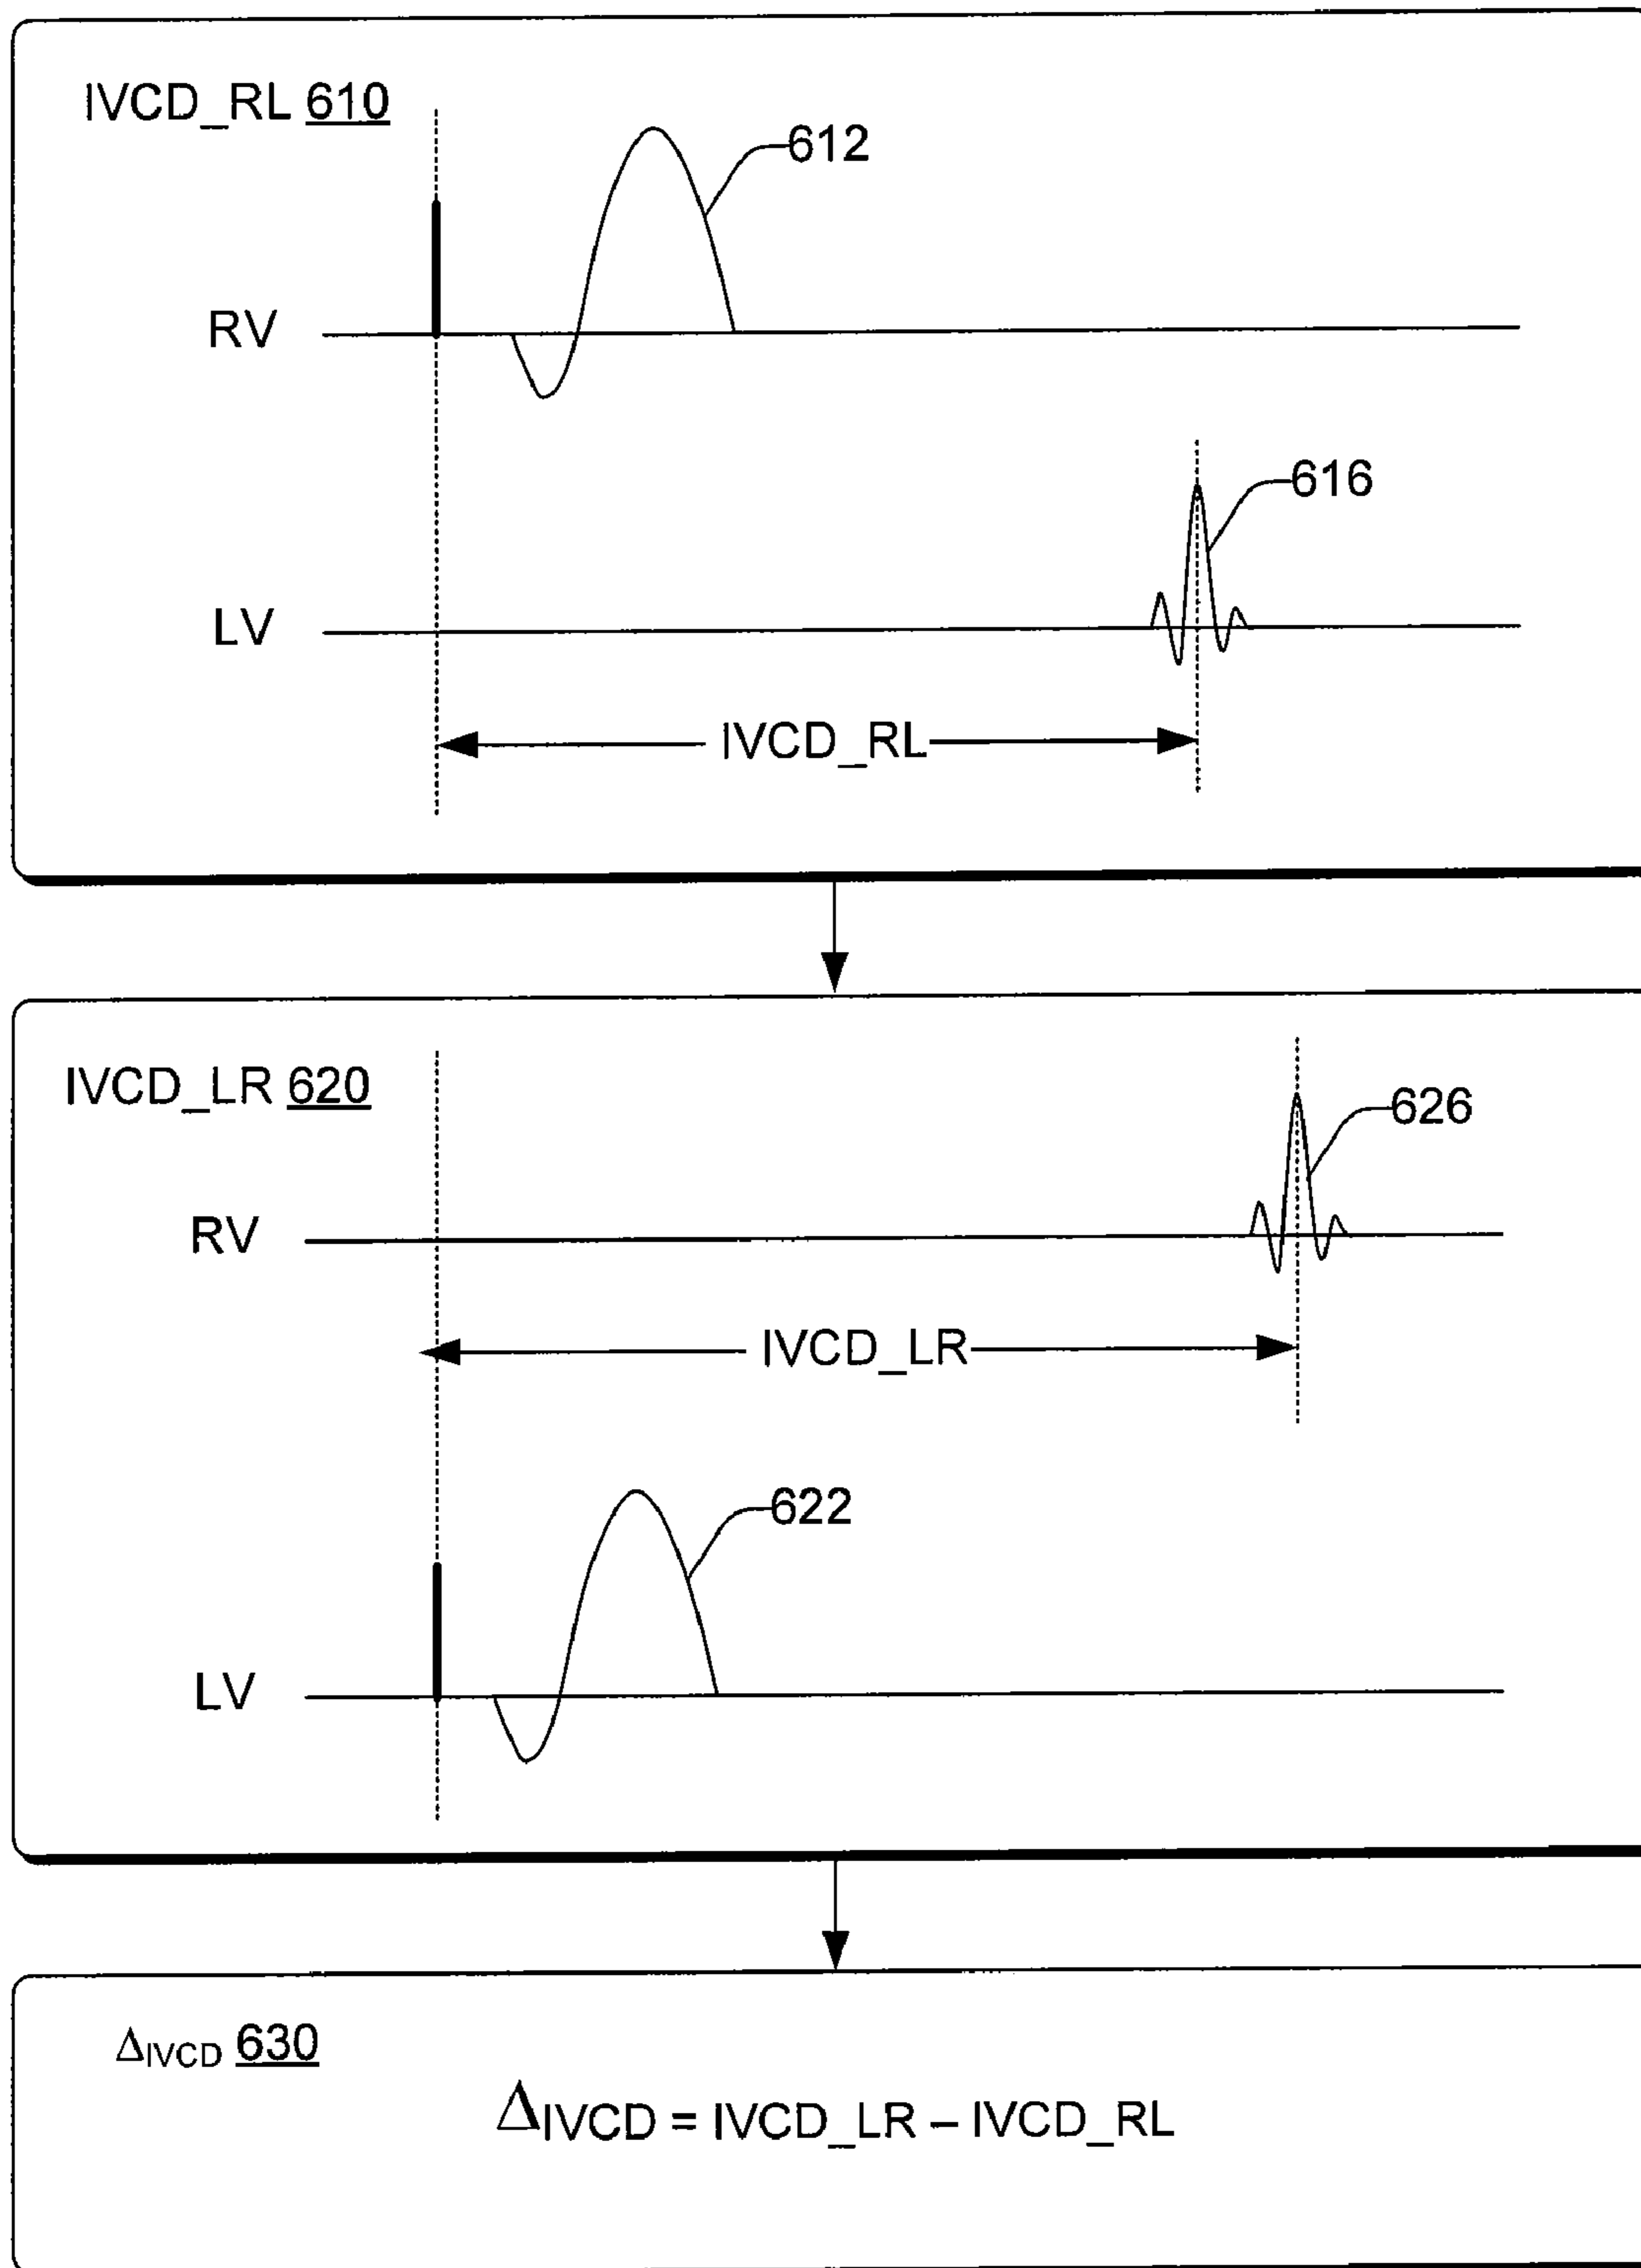 IVCD_RL 610
612
RV
616
LV
IVCD_RL
IVCD_LR 620
626
RV
IVCD_LR
622
LV
ΔIVCD 630
ΔIVCD = IVCD_LR – IVCD_RL